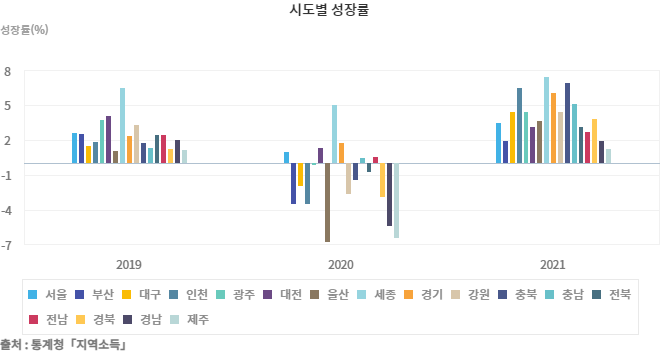 시도별 성장률
성장률(%)
8
5
2
-1
-4
-7
2019 2020 2021
서울 부산 대구 인천 광주 대전 울산 세종 경기 강원 충북 충남 전북
전남 경북 경남 제주
출처 : 통계청「지역소득」